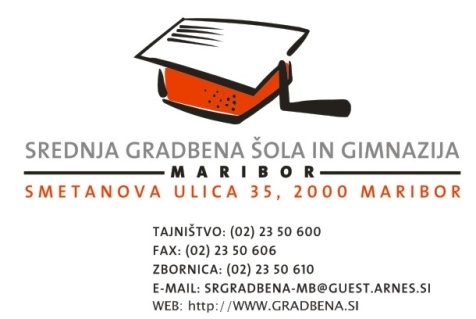 SREDNJA GRADBENA ŠOLA IN GIMNAZIJA
MARIBOR
SMETANOVA ULICA 35, 2000 MARIBOR
TAJNIŠTVO: (02) 23 50 600
FAX: (02) 23 50 606
ZBORNICA: (02) 23 50 610
E-MAIL: SRGRADBENA-MB@GUEST.ARNES.SI
WEB: http://WWW.GRADBENA.SI